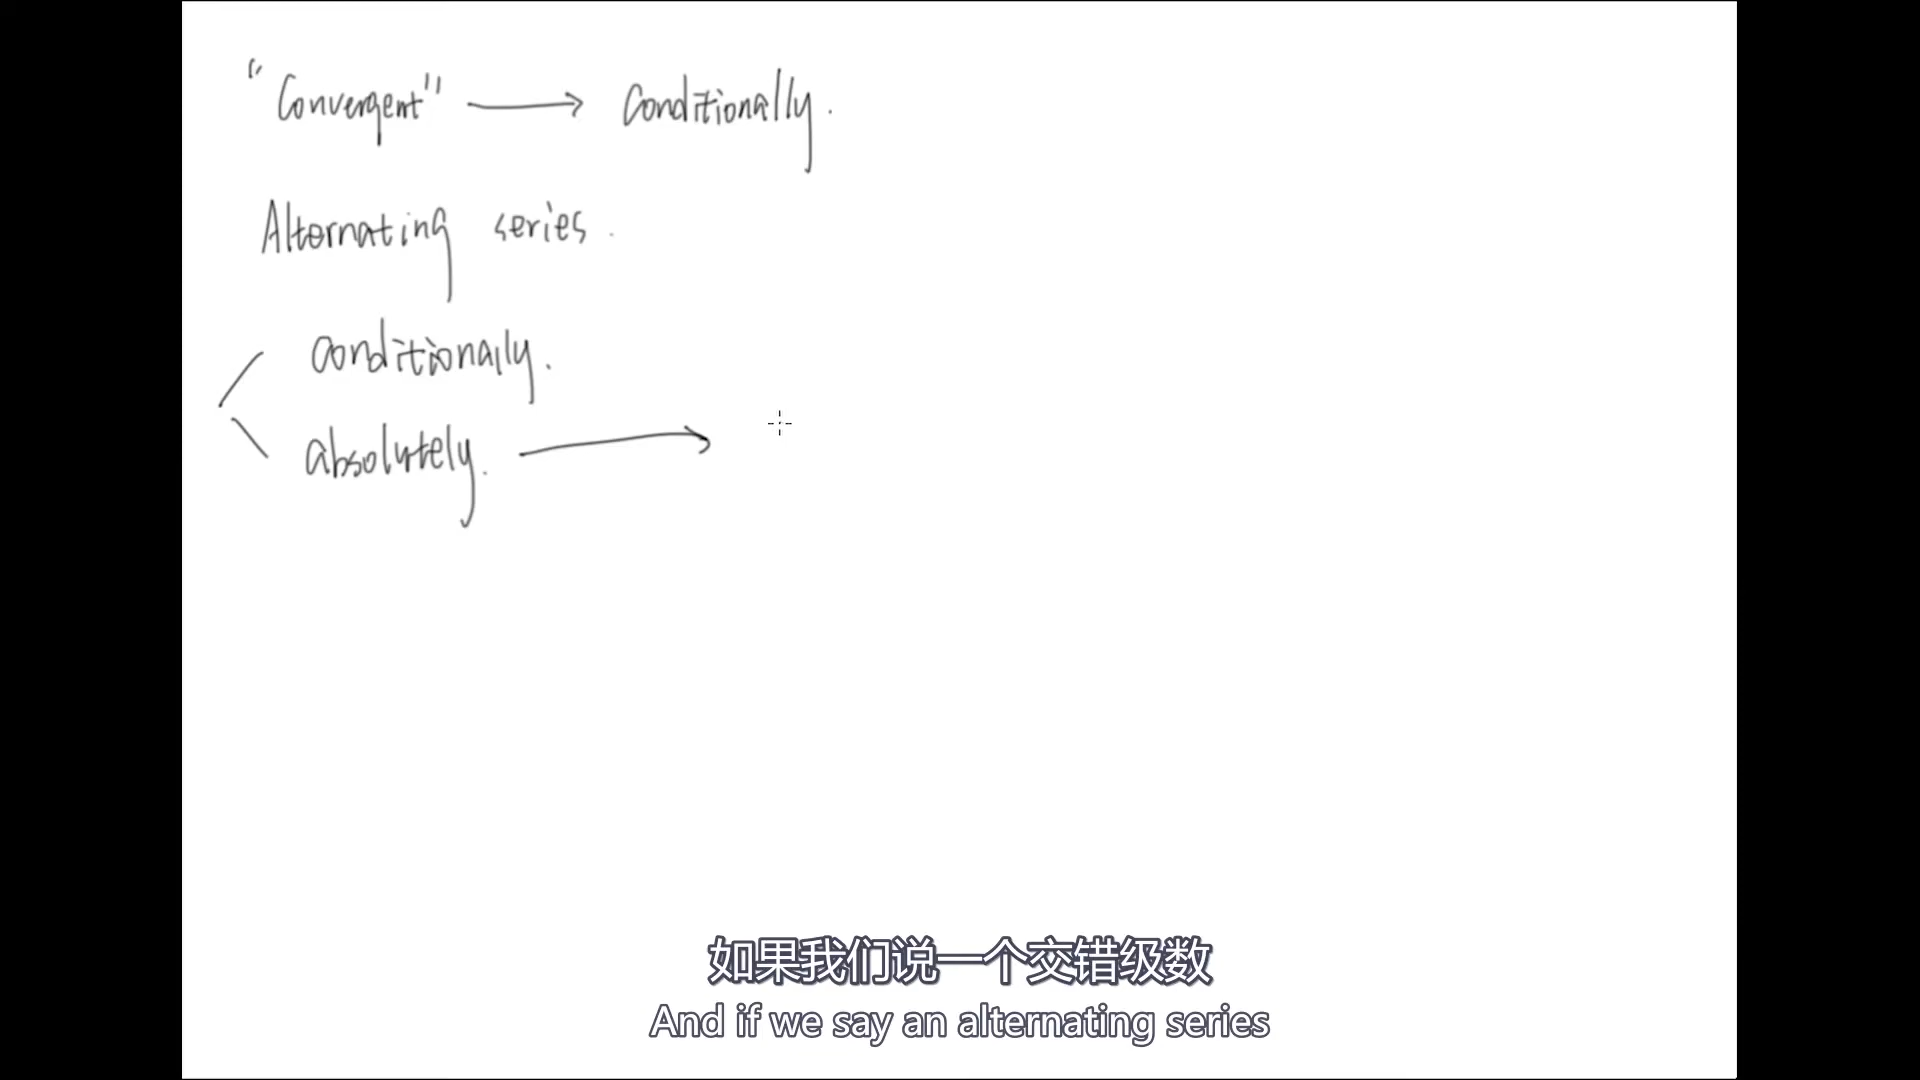 "Convergent" → conditionally.
Alternating series.
conditionally.
absolutely. →
如果我们说一个交错级数
And if we say an alternating series